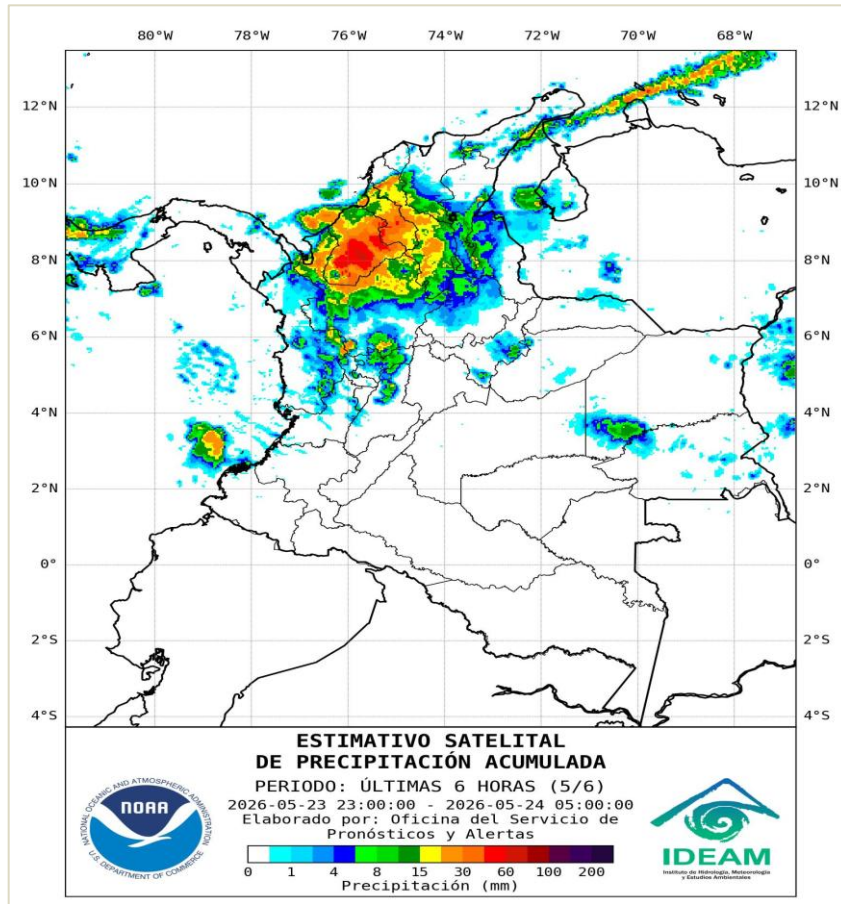 80°W 78°W 76°W 74°W 72°W 70°W 68°W
12°N 12°N
10°N 10°N
8°N 8°N
6°N 6°N
4°N 4°N
2°N 2°N
0° 0°
2°S 2°S
4°S 4°S
ESTIMATIVO SATELITAL
DE PRECIPITACIÓN ACUMULADA
PERIODO: ÚLTIMAS 6 HORAS (5/6)
2026-05-23 23:00:00 - 2026-05-24 05:00:00
Elaborado por: Oficina del Servicio de
Pronósticos y Alertas
0 1 4 8 15 30 60 100 200
Precipitación (mm)
NATIONAL OCEANIC AND ATMOSPHERIC ADMINISTRATION
NOAA
U.S. DEPARTMENT OF COMMERCE
IDEAM
Instituto de Hidrología, Meteorología
y Estudios Ambientales